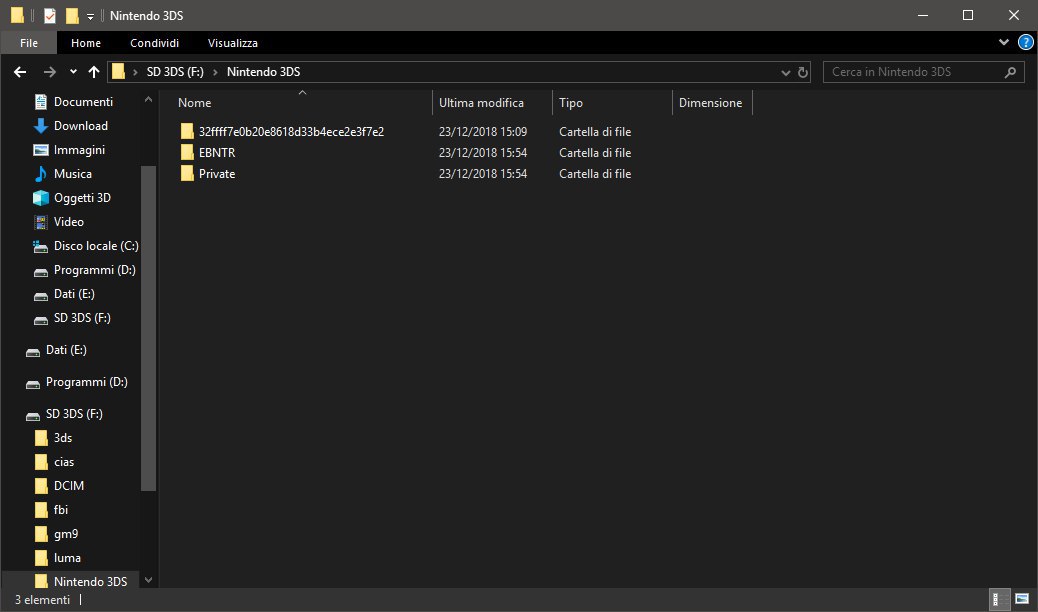 Nintendo 3DS
File Home Condividi Visualizza
SD 3DS (F:) Nintendo 3DS
Cerca in Nintendo 3DS
Documenti
Download
Immagini
Musica
Oggetti 3D
Video
Disco locale (C:)
Programmi (D:)
Dati (E:)
SD 3DS (F:)
Dati (E:)
Programmi (D:)
SD 3DS (F:)
3ds
cias
DCIM
fbi
gm9
luma
Nintendo 3DS
Nome Ultima modifica Tipo Dimensione
32ffff7e0b20e8618d33b4ece2e3f7e2 23/12/2018 15:09 Cartella di file
EBNTR 23/12/2018 15:54 Cartella di file
Private 23/12/2018 15:54 Cartella di file
3 elementi